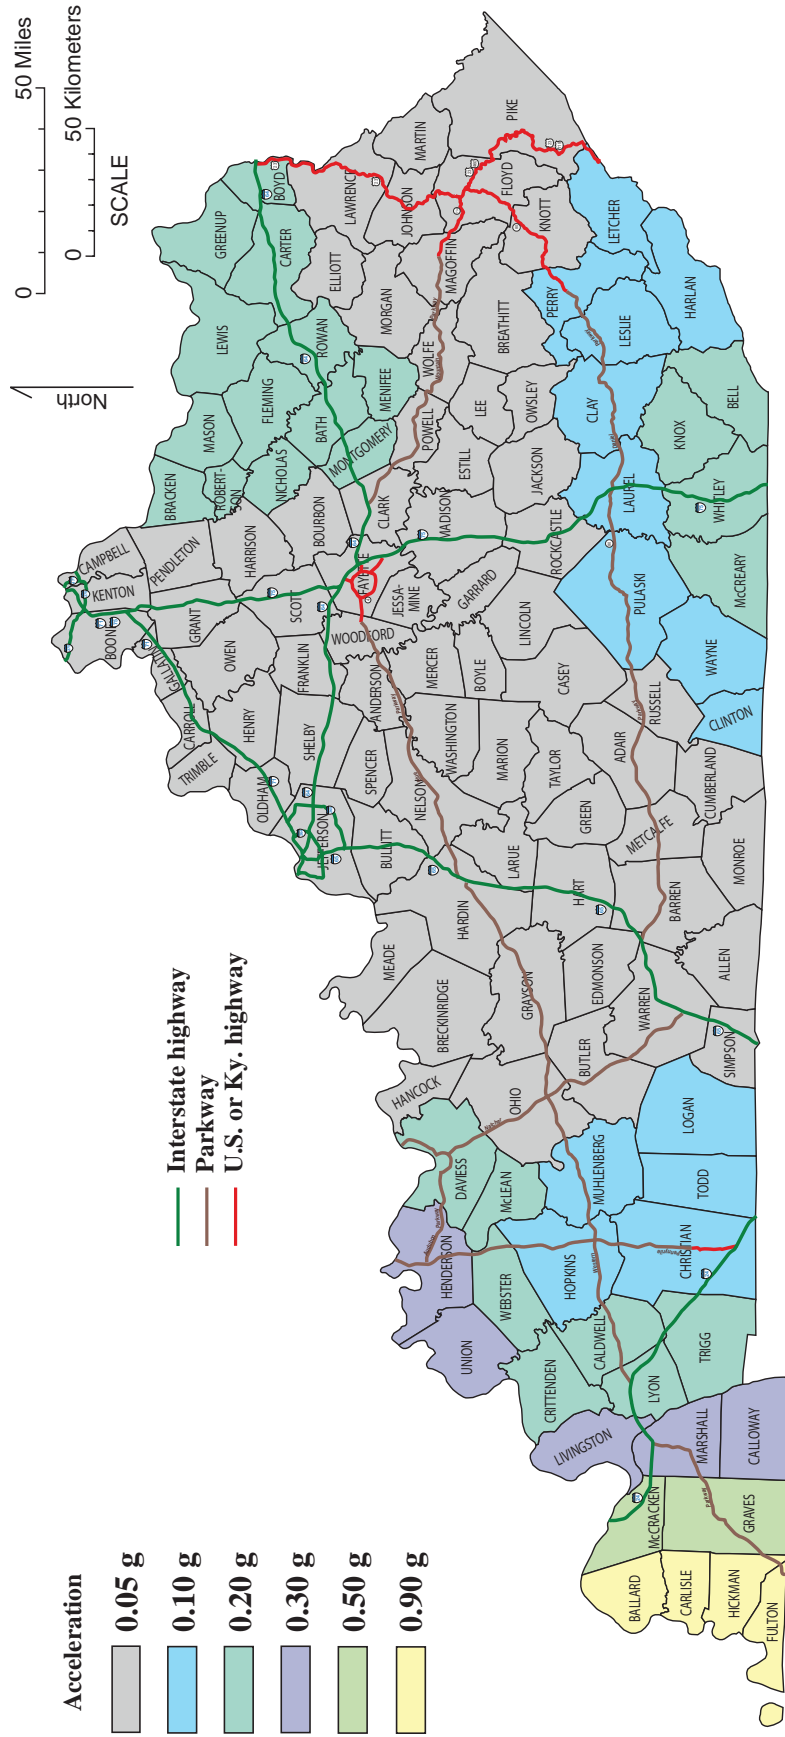 Acceleration
0.05 g
0.10 g
0.20 g
0.30 g
0.50 g
0.90 g
Interstate highway
Parkway
U.S. or Ky. highway
North
0
50 Miles
0
50 Kilometers
SCALE
BOONE
KENTON
CAMPBELL
GALLATIN
CARROLL
TRIMBLE
GRANT
PENDLETON
BRACKEN
MASON
LEWIS
GREENUP
BOYD
CARTER
ROBERT-
SON
FLEMING
ROWAN
NICHOLAS
BATH
HARRISON
OWEN
HENRY
OLDHAM
SCOTT
FRANKLIN
SHELBY
JEFFERSON
BOURBON
MONTGOMERY
MENIFEE
ELLIOTT
LAWRENCE
MORGAN
JOHNSON
MARTIN
CLARK
FAYETTE
WOODFORD
ANDERSON
SPENCER
BULLITT
MEADE
HANCOCK
JESSA-
MINE
MADISON
POWELL
WOLFE
MAGOFFIN
FLOYD
PIKE
ESTILL
LEE
BREATHITT
KNOTT
MERCER
GARRARD
WASHINGTON
NELSON
HARDIN
BRECKINRIDGE
DAVIESS
HENDERSON
UNION
BOYLE
LINCOLN
ROCKCASTLE
JACKSON
OWSLEY
PERRY
LETCHER
MARION
LARUE
GRAYSON
OHIO
McLEAN
WEBSTER
CRITTENDEN
LIVINGSTON
CASEY
TAYLOR
GREEN
HART
EDMONSON
BUTLER
MUHLENBERG
HOPKINS
CALDWELL
CLAY
LESLIE
HARLAN
LAUREL
PULASKI
RUSSELL
ADAIR
METCALFE
BARREN
WARREN
LYON
KNOX
BELL
WHITLEY
McCREARY
WAYNE
CLINTON
CUMBERLAND
MONROE
ALLEN
SIMPSON
LOGAN
TODD
CHRISTIAN
TRIGG
MARSHALL
CALLOWAY
McCRACKEN
GRAVES
BALLARD
CARLISLE
HICKMAN
FULTON